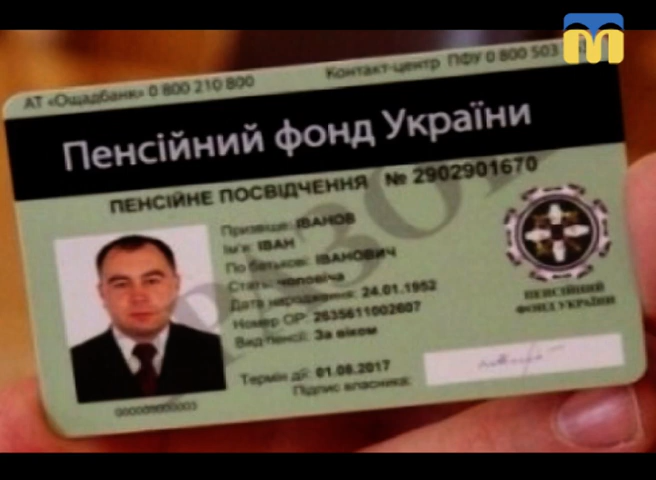 АТ «Ощадбанк» 0 800 210 800
Контакт-центр ПФУ 0 800 503
Пенсійний фонд України
ПЕНСІЙНЕ ПОСВІДЧЕННЯ № 2902901670
Прізвище: ІВАНОВ
Ім'я: ІВАН
По батькові: ІВАНОВИЧ
Стать: чоловіча
Дата народження: 24.01.1952
Номер ОР: 2635611002607
Вид пенсії: За віком
Термін дії: 01.08.2017
Підпис власника:
ПЕНСІЙНИЙ
ФОНД УКРАЇНИ